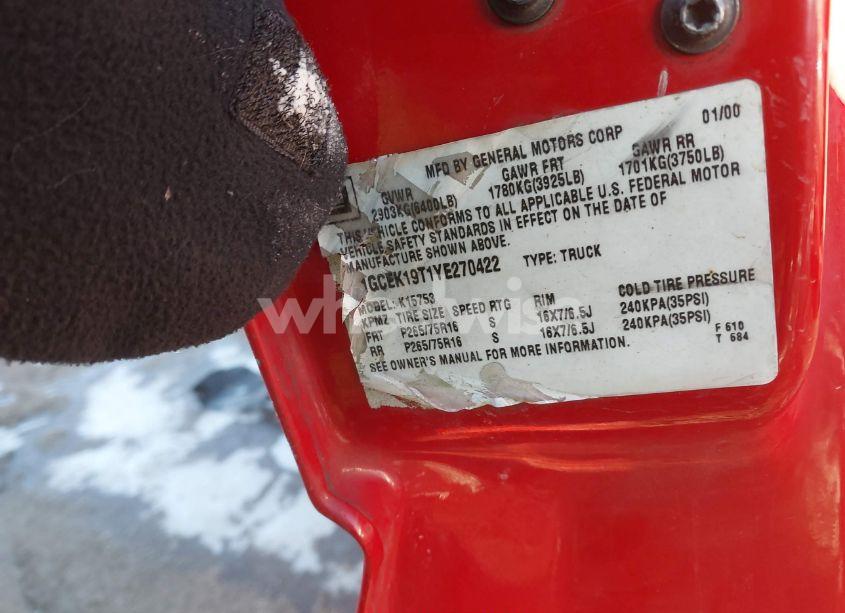 MFD BY GENERAL MOTORS CORP 01/00
GVWR GAWR FRT GAWR RR
2903KG(6400LB) 1780KG(3925LB) 1701KG(3750LB)
THIS VEHICLE CONFORMS TO ALL APPLICABLE U.S. FEDERAL MOTOR
VEHICLE SAFETY STANDARDS IN EFFECT ON THE DATE OF
MANUFACTURE SHOWN ABOVE.
1GCEK19T1YE270422 TYPE: TRUCK
MODEL: K15753
KPMZ TIRE SIZE SPEED RTG RIM COLD TIRE PRESSURE
FRT P265/75R16 S 16X7/6.5J 240KPA(35PSI)
RR P265/75R16 S 16X7/6.5J 240KPA(35PSI)
SEE OWNER'S MANUAL FOR MORE INFORMATION.
F 610
T 684